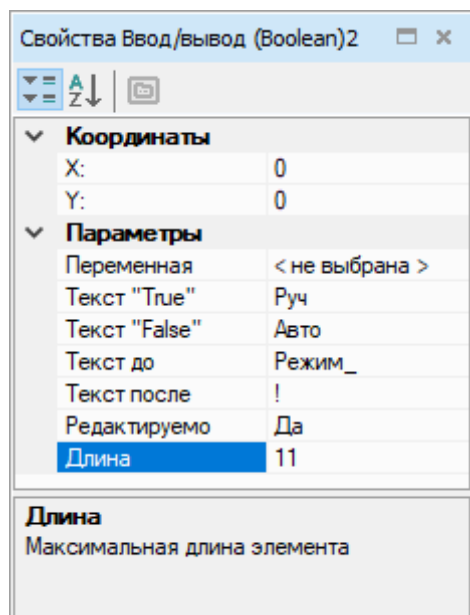 Свойства Ввод/вывод (Boolean)2
Координаты
X: 0
Y: 0
Параметры
Переменная < не выбрана >
Текст "True" Руч
Текст "False" Авто
Текст до Режим_
Текст после !
Редактируемо Да
Длина 11
Длина
Максимальная длина элемента